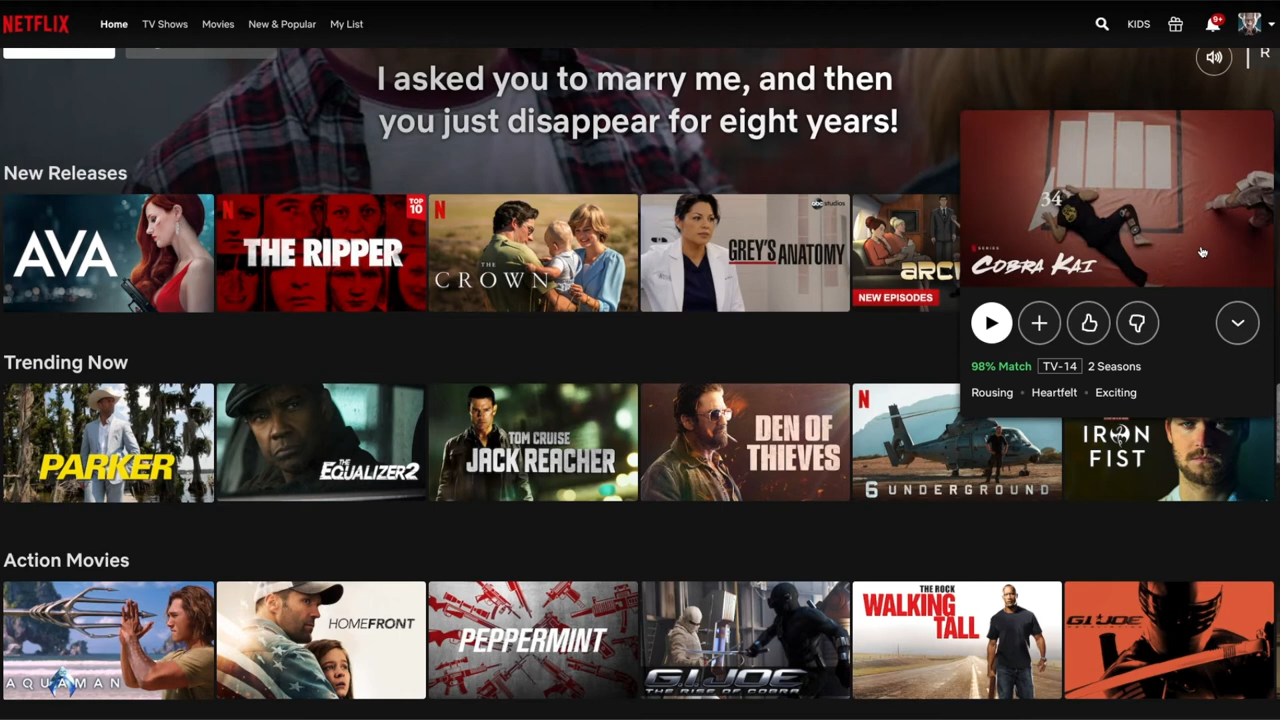 NETFLIX
Home
TV Shows
Movies
New & Popular
My List
KIDS
9+
R
I asked you to marry me, and then
you just disappear for eight years!
New Releases
AVA
N
THE RIPPER
TOP
10
N
THE
CROWN
abc studios
GREY'S ANATOMY
NEW EPISODES
34
N SERIES
COBRA KAI
98% Match
TV-14
2 Seasons
Rousing • Heartfelt • Exciting
Trending Now
PARKER
THE
EQUALIZER 2
TOM CRUISE
JACK REACHER
DEN OF
THIEVES
N
6 UNDERGROUND
IRON
FIST
Action Movies
AQUAMAN
HOMEFRONT
PEPPERMINT
G.I. JOE
THE RISE OF COBRA
THE ROCK
WALKING
TALL
G.I. JOE